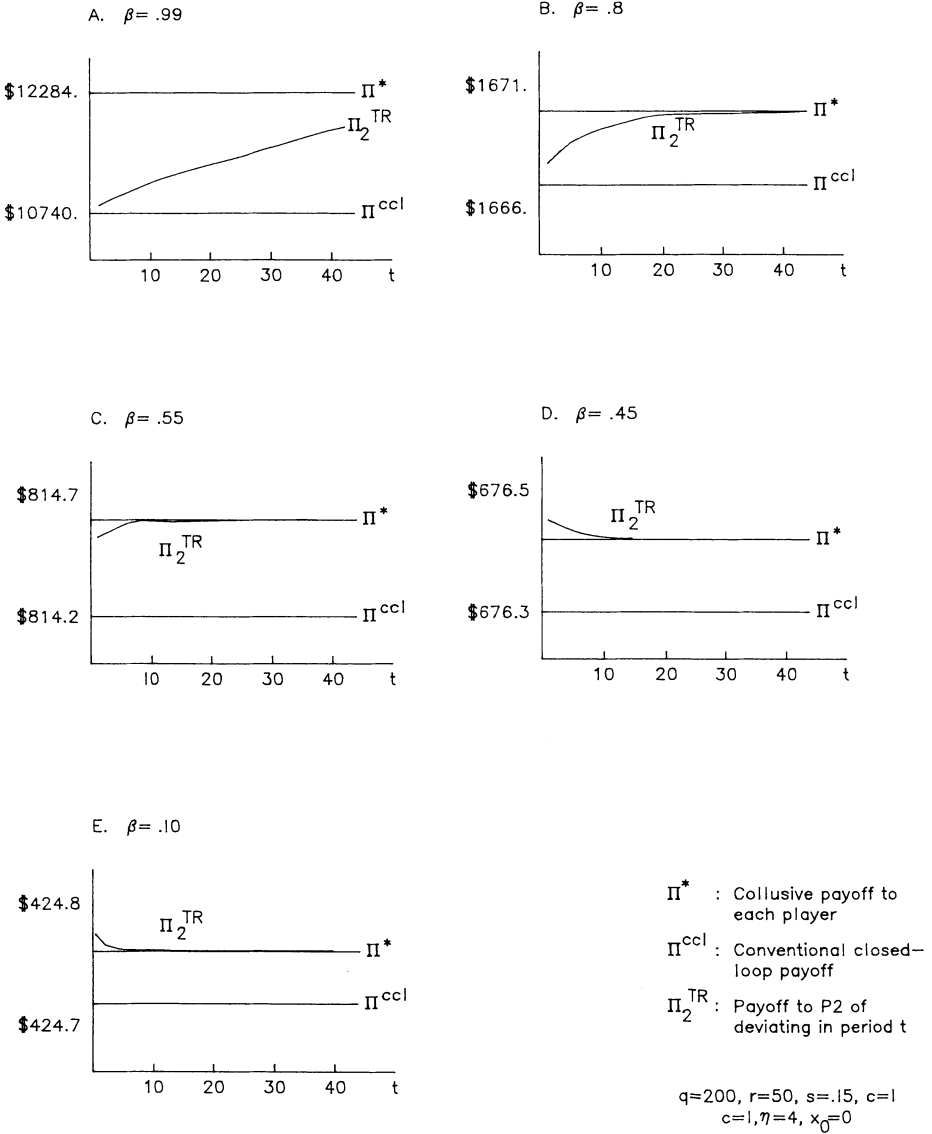 A. β= .99
$12284.
Π*
Π₂ᵀᴿ
$10740.
Πᶜᶜˡ
10 20 30 40 t
B. β= .8
$1671.
Π*
Π₂ᵀᴿ
Πᶜᶜˡ
$1666.
10 20 30 40 t
C. β= .55
$814.7
Π*
Π₂ᵀᴿ
$814.2
Πᶜᶜˡ
10 20 30 40 t
D. β= .45
$676.5
Π₂ᵀᴿ
Π*
$676.3
Πᶜᶜˡ
10 20 30 40 t
E. β= .10
$424.8
Π₂ᵀᴿ
Π*
Πᶜᶜˡ
$424.7
10 20 30 40 t
Π* : Collusive payoff to
each player
Πᶜᶜˡ : Conventional closed–
loop payoff
Π₂ᵀᴿ : Payoff to P2 of
deviating in period t
q=200, r=50, s=.15, c=1
c=1,η=4, x₀=0